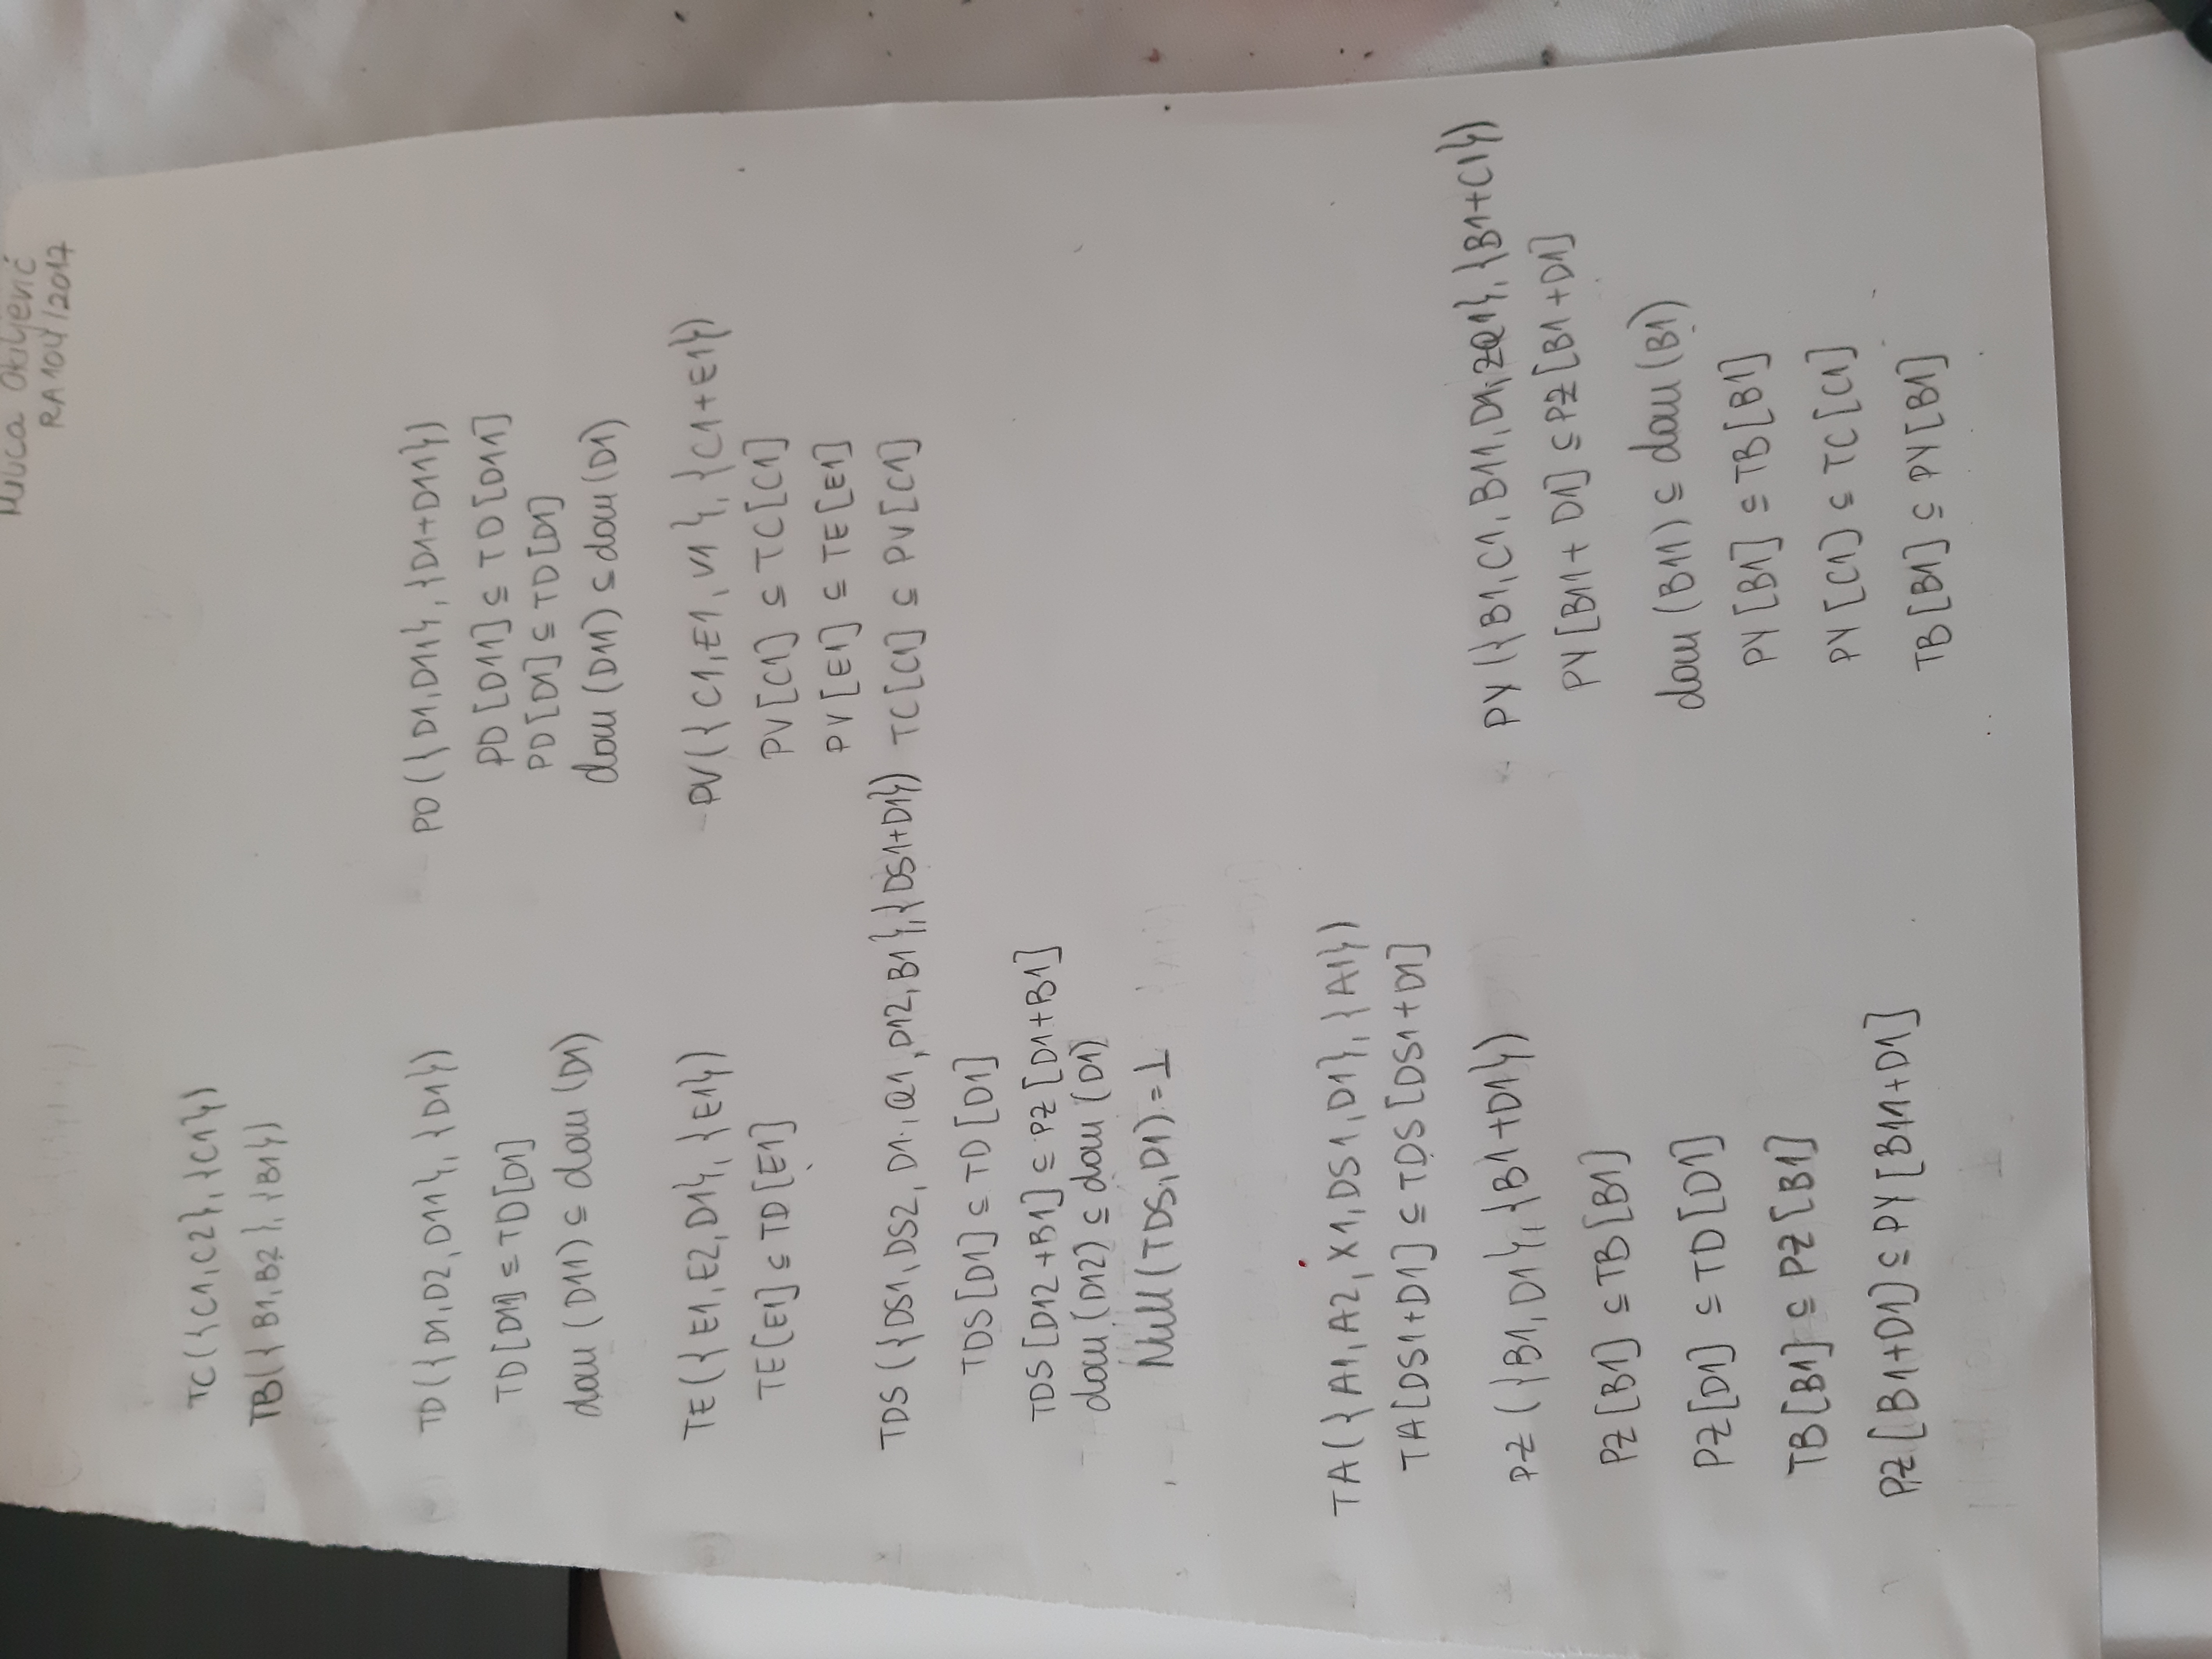 Milica Okiljević
RA104/2017
TC({C1,C2},{C1})
TB({B1,B2},{B1})
TD({D1,D2,D11},{D1})
TD[D11] ⊆ TD[D1]
dom(D11) ⊆ dom(D1)
PD({D1,D11},{D1+D11})
PD[D11] ⊆ TD[D11]
PD[D1] ⊆ TD[D1]
dom(D11) ⊆ dom(D1)
TE({E1,E2,D1},{E1})
TE[E1] ⊆ TD[E1]
PV({C1,E1,V1},{C1+E1})
PV[C1] ⊆ TC[C1]
PV[E1] ⊆ TE[E1]
TC[C1] ⊆ PV[C1]
TDS({DS1,DS2,D1,Q1,D12,B1},{DS1+D1})
TDS[D1] ⊆ TD[D1]
TDS[D12+B1] ⊆ PZ[D1+B1]
dom(D12) ⊆ dom(D1)
Null(TDS,D1)=⊥
TA({A1,A2,X1,DS1,D1},{A1})
TA[DS1+D1] ⊆ TDS[DS1+D1]
PZ({B1,D1},{B1+D1})
PZ[B1] ⊆ TB[B1]
PZ[D1] ⊆ TD[D1]
TB[B1] ⊆ PZ[B1]
PZ[B1+D1] ⊆ PY[B11+D1]
PY({B1,C1,B11,D1,ZQ1},{B1+C1})
PY[B11+D1] ⊆ PZ[B1+D1]
dom(B11) ⊆ dom(B1)
PY[B1] ⊆ TB[B1]
PY[C1] ⊆ TC[C1]
TB[B1] ⊆ PY[B1]